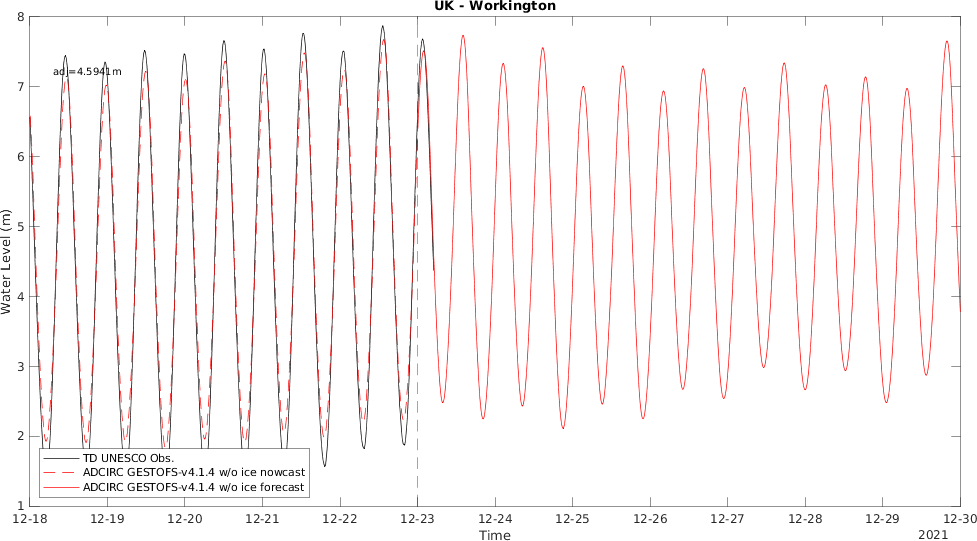 UK - Workington
8
7
6
5
4
3
2
1
Water Level (m)
adj=4.5941m
TD UNESCO Obs.
ADCIRC GESTOFS-v4.1.4 w/o ice nowcast
ADCIRC GESTOFS-v4.1.4 w/o ice forecast
12-18 12-19 12-20 12-21 12-22 12-23 12-24 12-25 12-26 12-27 12-28 12-29 12-30
Time
2021